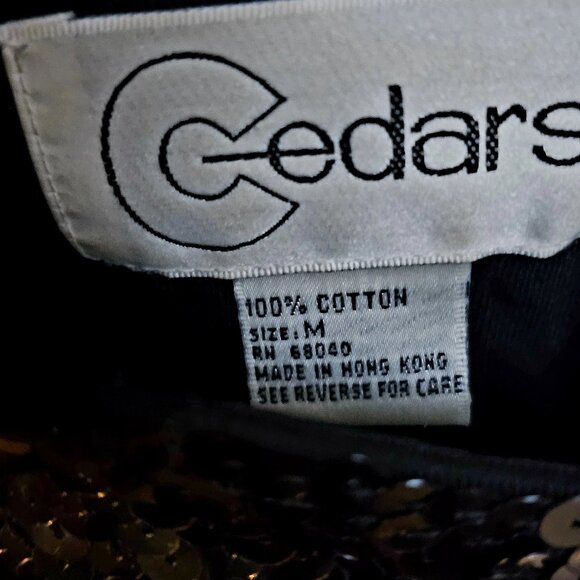 Cedars
100% COTTON
SIZE: M
RN 68040
MADE IN HONG KONG
SEE REVERSE FOR CARE